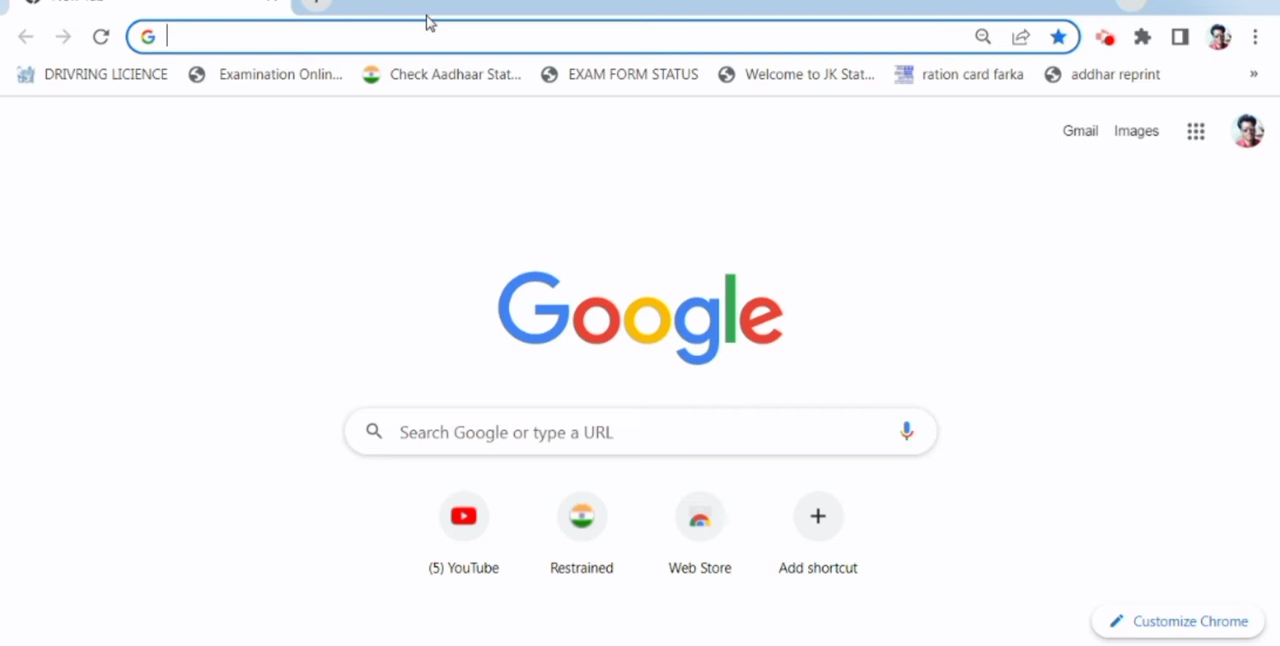 DRIVRING LICIENCE Examination Onlin... Check Aadhaar Stat... EXAM FORM STATUS Welcome to JK Stat... ration card farka addhar reprint »
Gmail Images
Google
Search Google or type a URL
(5) YouTube Restrained Web Store Add shortcut
Customize Chrome